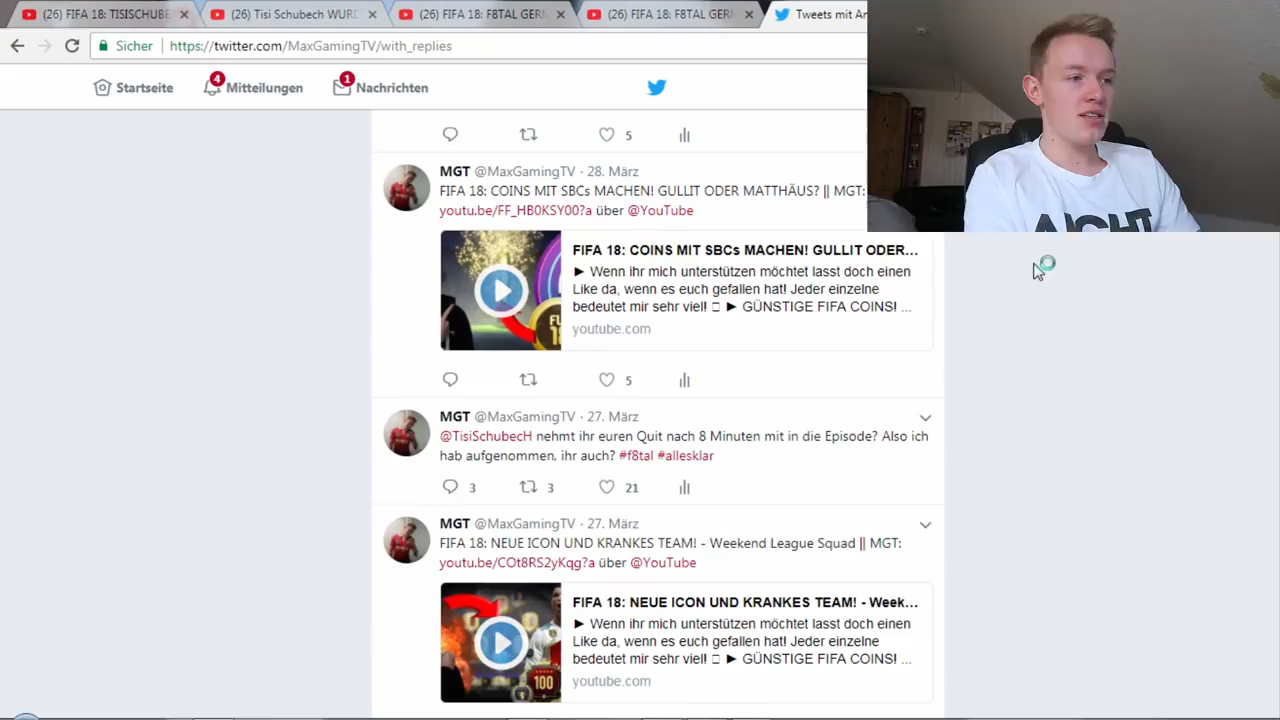 (26) FIFA 18: TISISCHUBE
(26) Tisi Schubech WURD
(26) FIFA 18: F8TAL GERN
(26) FIFA 18: F8TAL GERN
Tweets mit An
Sicher
https://twitter.com/MaxGamingTV/with_replies
Startseite
4
Mitteilungen
1
Nachrichten
5
MGT @MaxGamingTV · 28. März
FIFA 18: COINS MIT SBCs MACHEN! GULLIT ODER MATTHÄUS? || MGT:
youtu.be/FF_HB0KSY00?a über @YouTube
FIFA 18: COINS MIT SBCs MACHEN! GULLIT ODER...
► Wenn ihr mich unterstützen möchtet lasst doch einen
Like da, wenn es euch gefallen hat! Jeder einzelne
bedeutet mir sehr viel! ► GÜNSTIGE FIFA COINS! ...
youtube.com
5
MGT @MaxGamingTV · 27. März
@TisiSchubecH nehmt ihr euren Quit nach 8 Minuten mit in die Episode? Also ich
hab aufgenommen, ihr auch? #f8tal #allesklar
3 3 21
MGT @MaxGamingTV · 27. März
FIFA 18: NEUE ICON UND KRANKES TEAM! - Weekend League Squad || MGT:
youtu.be/COt8RS2yKqg?a über @YouTube
FIFA 18: NEUE ICON UND KRANKES TEAM! - Week...
► Wenn ihr mich unterstützen möchtet lasst doch einen
Like da, wenn es euch gefallen hat! Jeder einzelne
bedeutet mir sehr viel! ► GÜNSTIGE FIFA COINS! ...
youtube.com
100